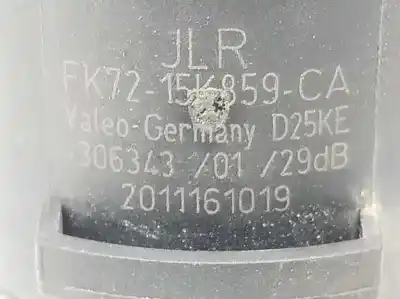 JLR
FK72-15K859-CA
Valeo-Germany D25KE
306343 /01 /29dB
2011161019